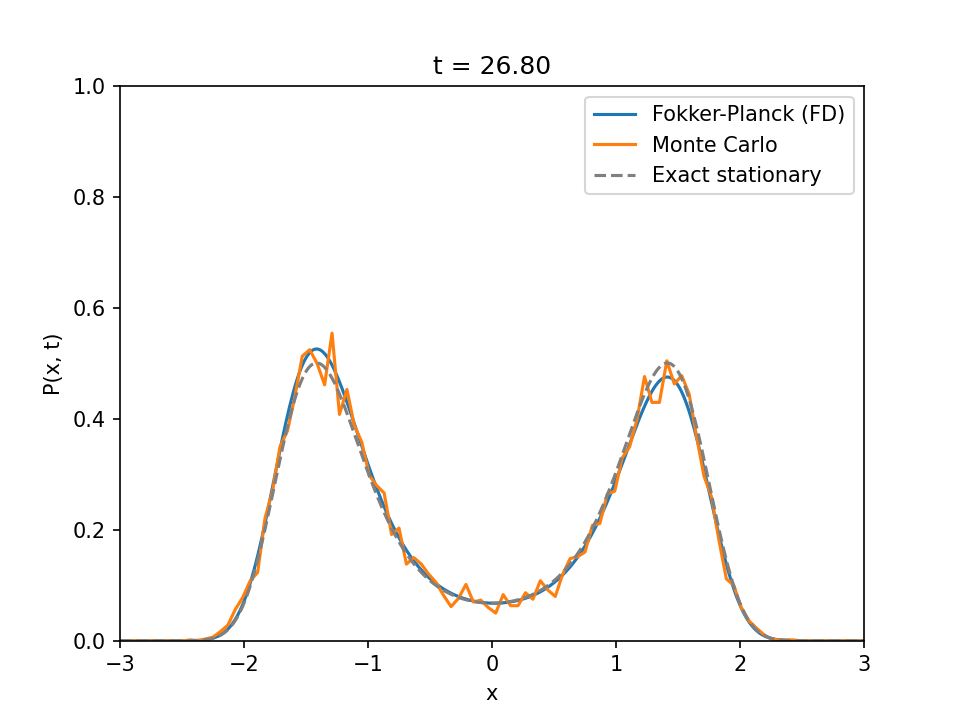 t = 26.80
P(x, t)
1.0
0.8
0.6
0.4
0.2
0.0
Fokker-Planck (FD)
Monte Carlo
Exact stationary
−3 −2 −1 0 1 2 3
x